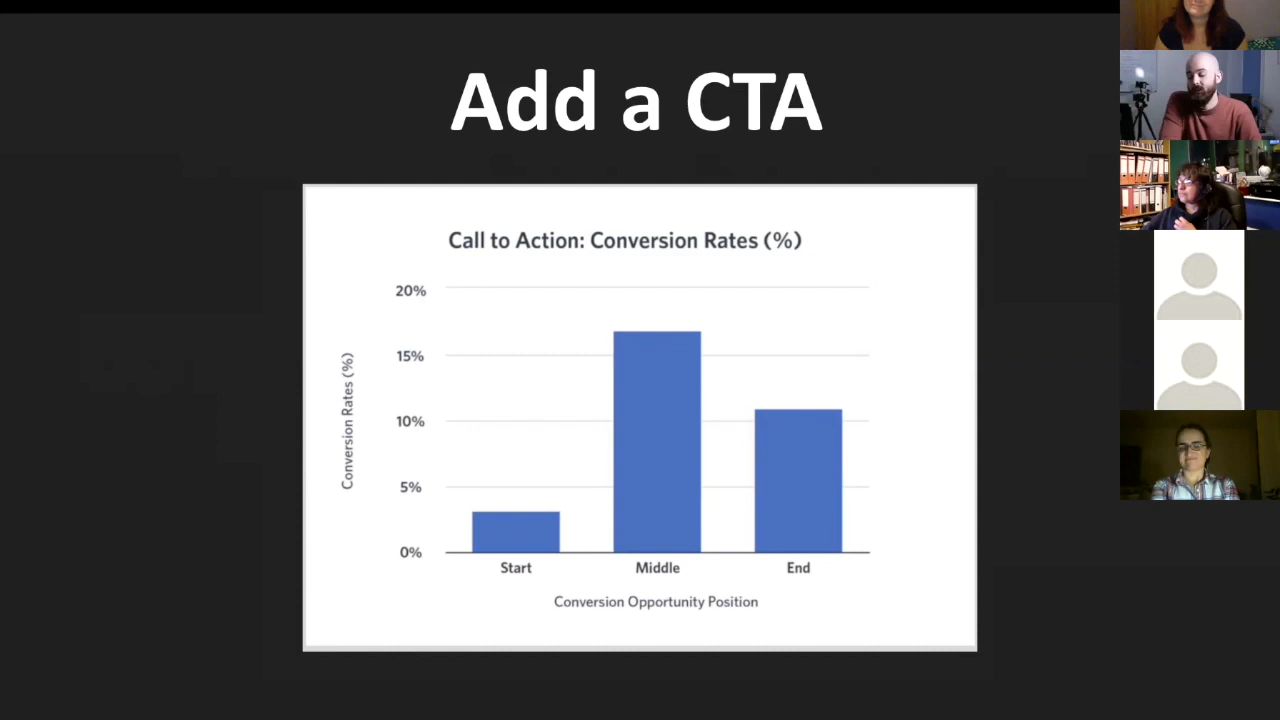 Add a CTA
Call to Action: Conversion Rates (%)
20%
15%
10%
5%
0%
Conversion Rates (%)
Start Middle End
Conversion Opportunity Position